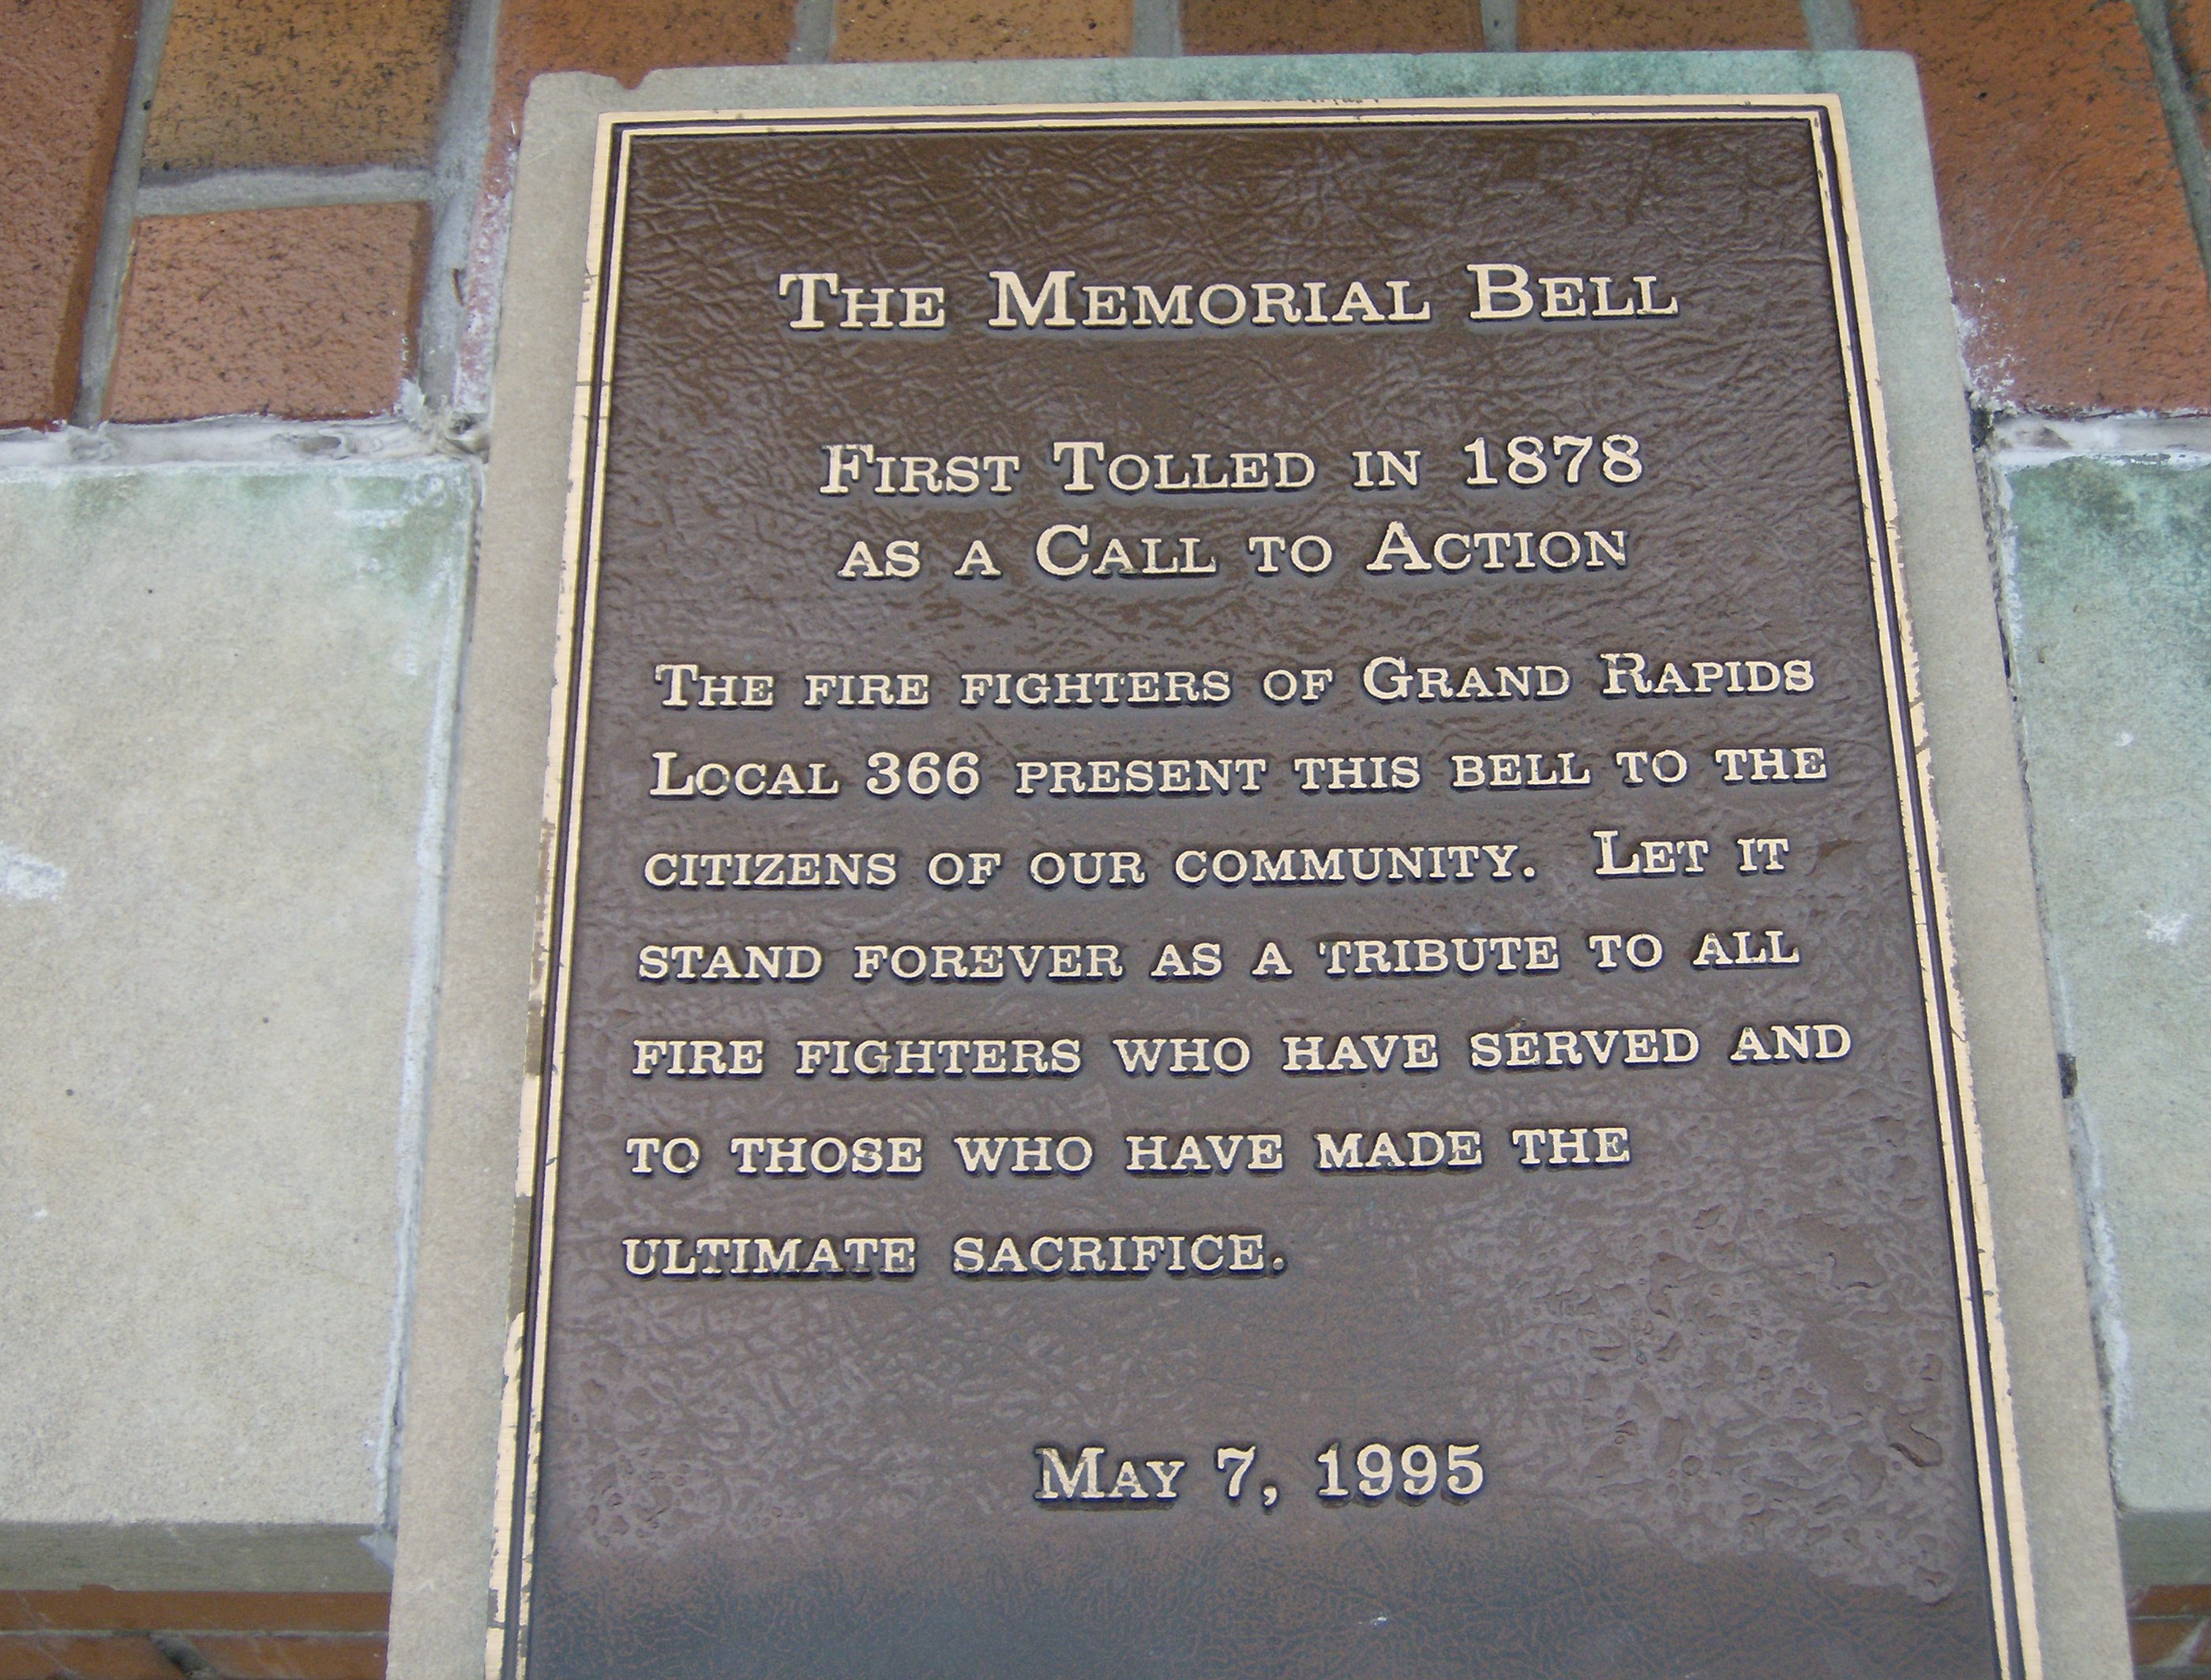 The Memorial Bell
First Tolled in 1878
as a Call to Action
The fire fighters of Grand Rapids
Local 366 present this bell to the
citizens of our community. Let it
stand forever as a tribute to all
fire fighters who have served and
to those who have made the
ultimate sacrifice.
May 7, 1995